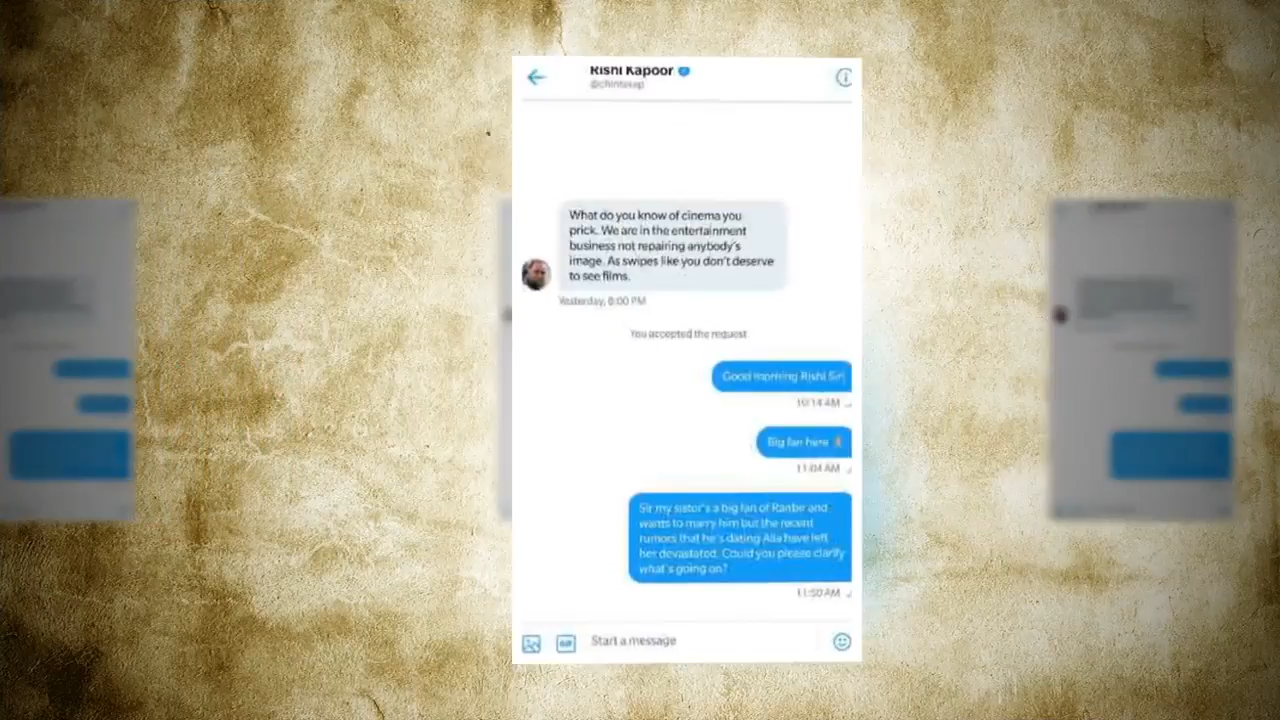 Rishi Kapoor
@chintskap
What do you know of cinema you
prick. We are in the entertainment
business not repairing anybody's
image. As swipes like you don't deserve
to see films.
Yesterday, 8:00 PM
You accepted the request
Good morning Rishi Sir
10:14 AM
Big fan here
11:04 AM
Sir my sister's a big fan of Ranbir and
wants to marry him but the recent
rumors that he's dating Alia have left
her devastated. Could you please clarify
what's going on?
11:50 AM
GIF
Start a message